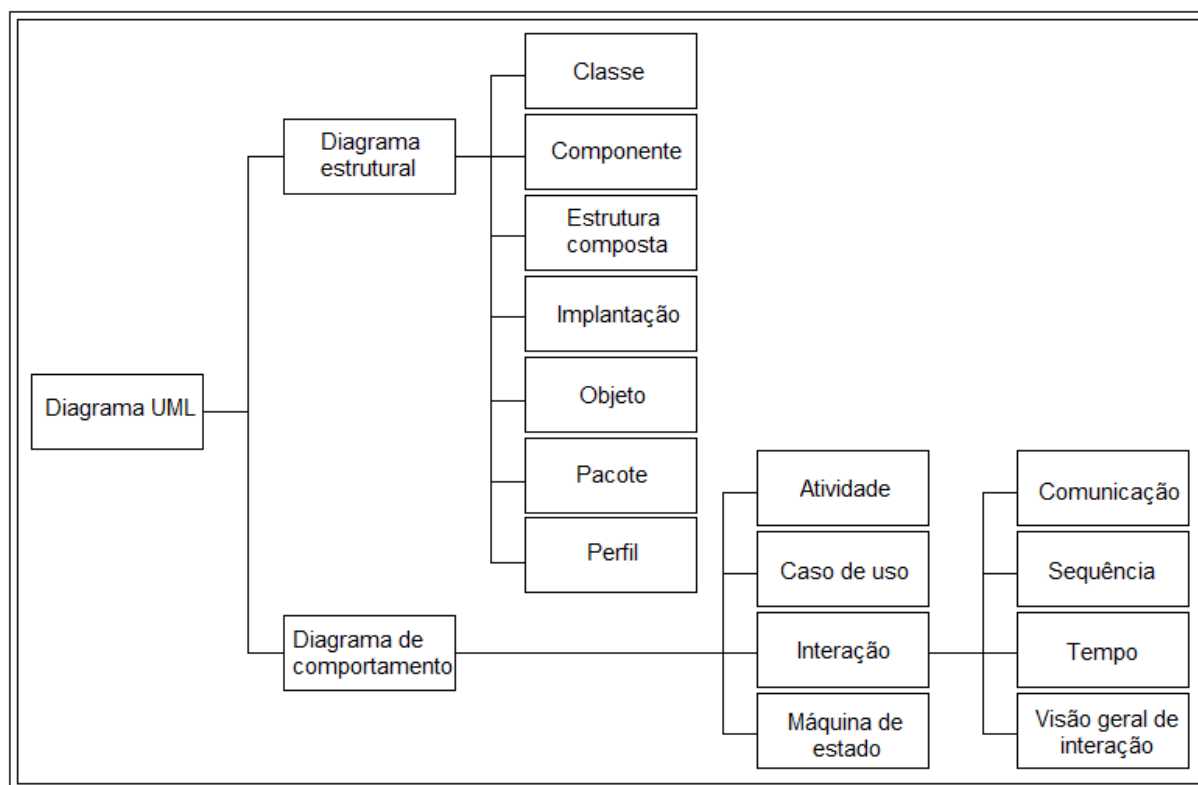 Classe
Diagrama
estrutural
Componente
Estrutura
composta
Implantação
Diagrama UML
Objeto
Pacote
Perfil
Diagrama de
comportamento
Atividade
Caso de uso
Interação
Máquina de
estado
Comunicação
Sequência
Tempo
Visão geral de
interação